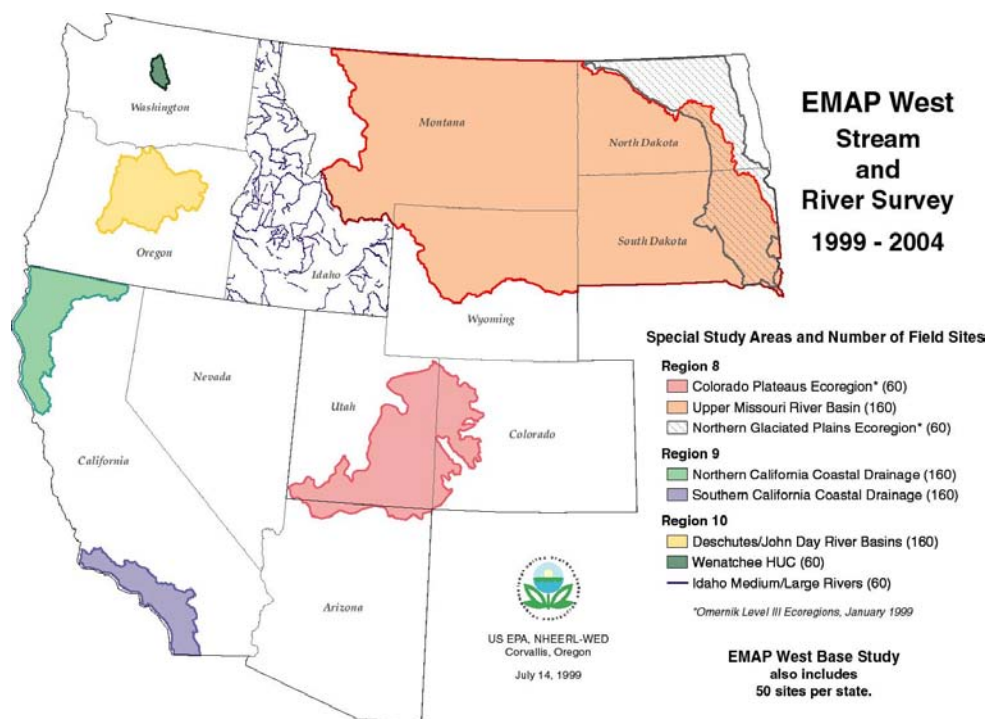 EMAP West
Stream
and
River Survey
1999 - 2004
Washington
Montana
North Dakota
Oregon
Idaho
South Dakota
Wyoming
Nevada
Utah
Colorado
California
Arizona
Special Study Areas and Number of Field Sites
Region 8
Colorado Plateaus Ecoregion* (60)
Upper Missouri River Basin (160)
Northern Glaciated Plains Ecoregion* (60)
Region 9
Northern California Coastal Drainage (160)
Southern California Coastal Drainage (160)
Region 10
Deschutes/John Day River Basins (160)
Wenatchee HUC (60)
Idaho Medium/Large Rivers (60)
*Omernik Level III Ecoregions, January 1999
US EPA, NHEERL-WED
Corvallis, Oregon
July 14, 1999
EMAP West Base Study
also includes
50 sites per state.